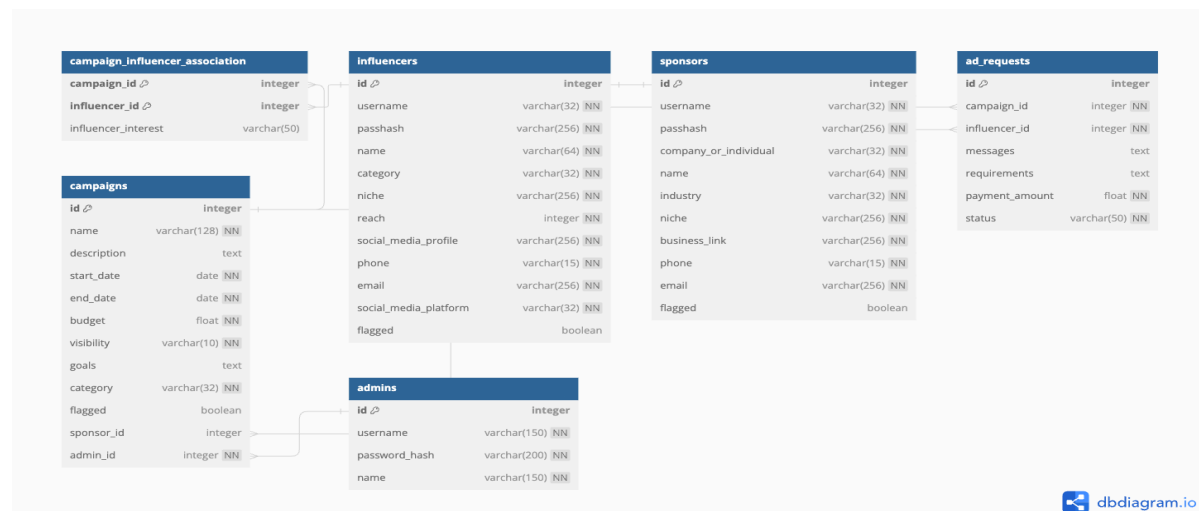 campaign_influencer_association
campaign_id integer
influencer_id integer
influencer_interest varchar(50)
campaigns
id integer
name varchar(128) NN
description text
start_date date NN
end_date date NN
budget float NN
visibility varchar(10) NN
goals text
category varchar(32) NN
flagged boolean
sponsor_id integer
admin_id integer NN
influencers
id integer
username varchar(32) NN
passhash varchar(256) NN
name varchar(64) NN
category varchar(32) NN
niche varchar(256) NN
reach integer NN
social_media_profile varchar(256) NN
phone varchar(15) NN
email varchar(256) NN
social_media_platform varchar(32) NN
flagged boolean
admins
id integer
username varchar(150) NN
password_hash varchar(200) NN
name varchar(150) NN
sponsors
id integer
username varchar(32) NN
passhash varchar(256) NN
company_or_individual varchar(32) NN
name varchar(64) NN
industry varchar(32) NN
niche varchar(256) NN
business_link varchar(256) NN
phone varchar(15) NN
email varchar(256) NN
flagged boolean
ad_requests
id integer
campaign_id integer NN
influencer_id integer NN
messages text
requirements text
payment_amount float NN
status varchar(50) NN
dbdiagram.io